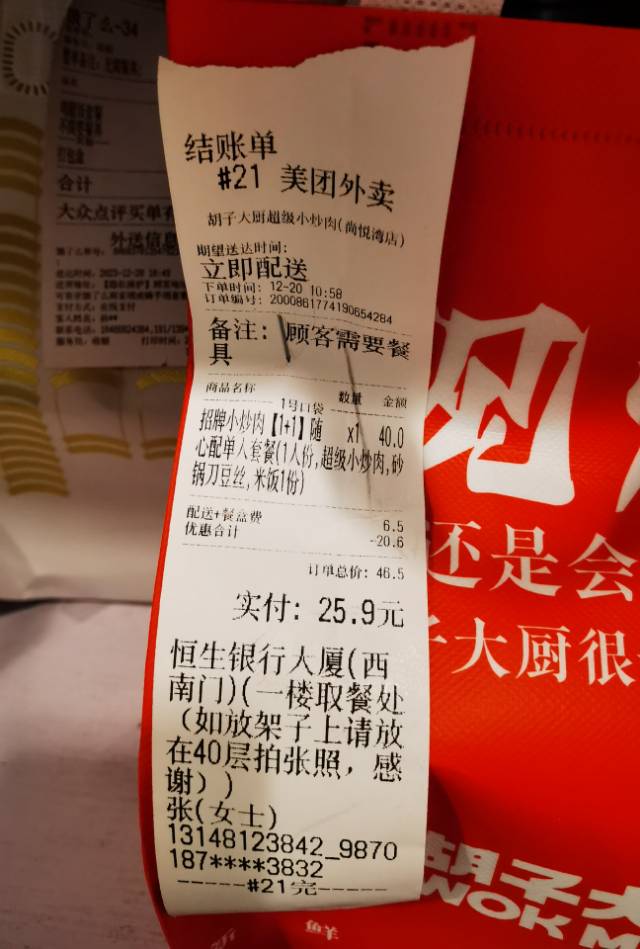 结账单
#21 美团外卖
胡子大厨超级小炒肉(尚悦湾店)
期望送达时间:
立即配送
下单时间: 12-20 10:58
订单编号: 2000861774190654284
备注: 顾客需要餐
具
商品名称 数量 金额
1号口袋
招牌小炒肉【1+1】随 x1 40.0
心配单人套餐(1人份,超级小炒肉,砂
锅刀豆丝,米饭1份)
配送+餐盒费 6.5
优惠合计 -20.6
订单总价: 46.5
实付: 25.9元
恒生银行大厦(西
南门)(一楼取餐处
(如放架子上请放
在40层拍张照，感
谢))
张(女士)
13148123842_9870
187****3832
-----#21完-----
合计
大众点评买单
外送信息
还是会
大厨很
胡子大
WOK M
鲜